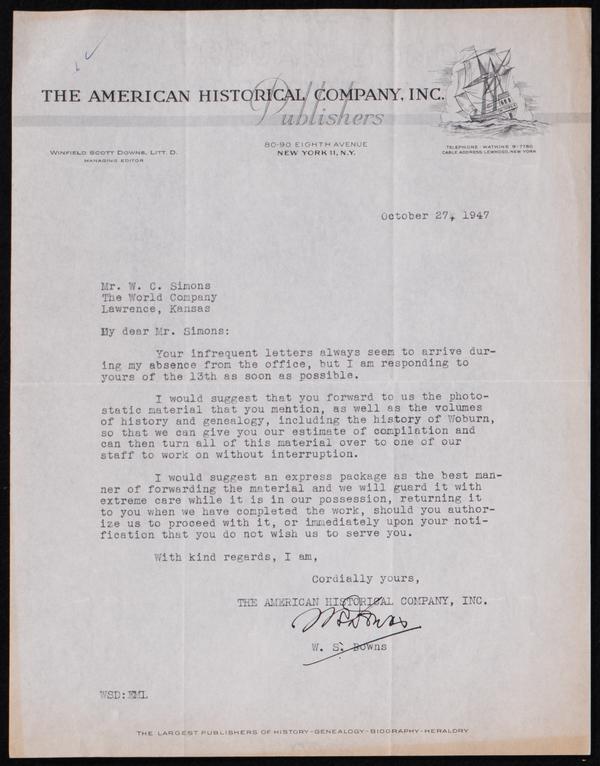 THE AMERICAN HISTORICAL COMPANY, INC.
Publishers
WINFIELD SCOTT DOWNS, LITT. D.
MANAGING EDITOR
80-90 EIGHTH AVENUE
NEW YORK 11, N.Y.
TELEPHONE - WATKINS 9-7780
CABLE ADDRESS: LEWHOSO, NEW YORK
October 27, 1947
Mr. W. C. Simons
The World Company
Lawrence, Kansas
My dear Mr. Simons:
Your infrequent letters always seem to arrive dur-
ing my absence from the office, but I am responding to
yours of the 13th as soon as possible.
I would suggest that you forward to us the photo-
static material that you mention, as well as the volumes
of history and genealogy, including the history of Woburn,
so that we can give you our estimate of compilation and
can then turn all of this material over to one of our
staff to work on without interruption.
I would suggest an express package as the best man-
ner of forwarding the material and we will guard it with
extreme care while it is in our possession, returning it
to you when we have completed the work, should you author-
ize us to proceed with it, or immediately upon your noti-
fication that you do not wish us to serve you.
With kind regards, I am,
Cordially yours,
THE AMERICAN HISTORICAL COMPANY, INC.
WSDowns
W. S. Downs
WSD:EML
THE LARGEST PUBLISHERS OF HISTORY-GENEALOGY-BIOGRAPHY-HERALDRY